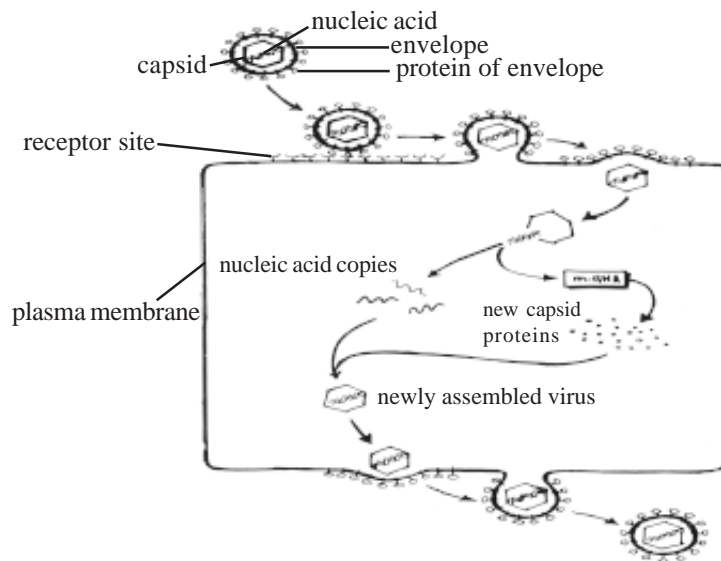 nucleic acid
envelope
capsid
protein of envelope
receptor site
nucleic acid copies
plasma membrane
new capsid
proteins
newly assembled virus